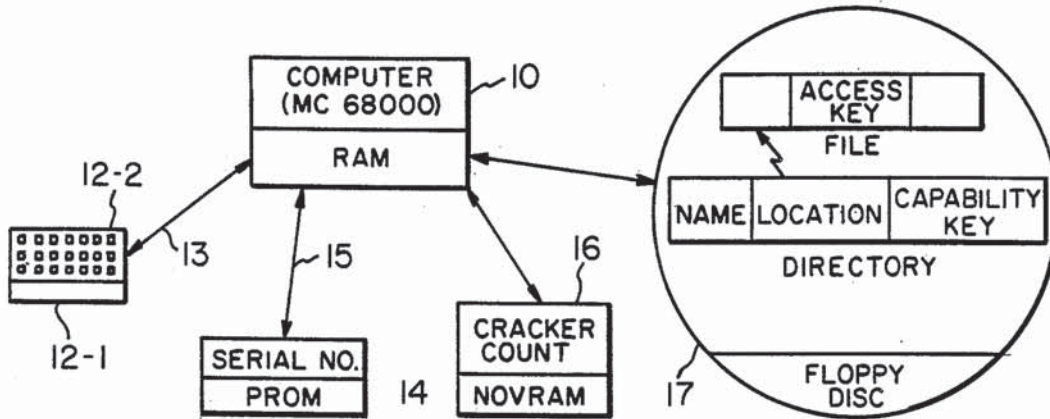 COMPUTER
(MC 68000)
RAM
10
12-2
13
12-1
15
SERIAL NO.
PROM
14
16
CRACKER
COUNT
NOVRAM
ACCESS
KEY
FILE
NAME LOCATION CAPABILITY
KEY
DIRECTORY
17
FLOPPY
DISC